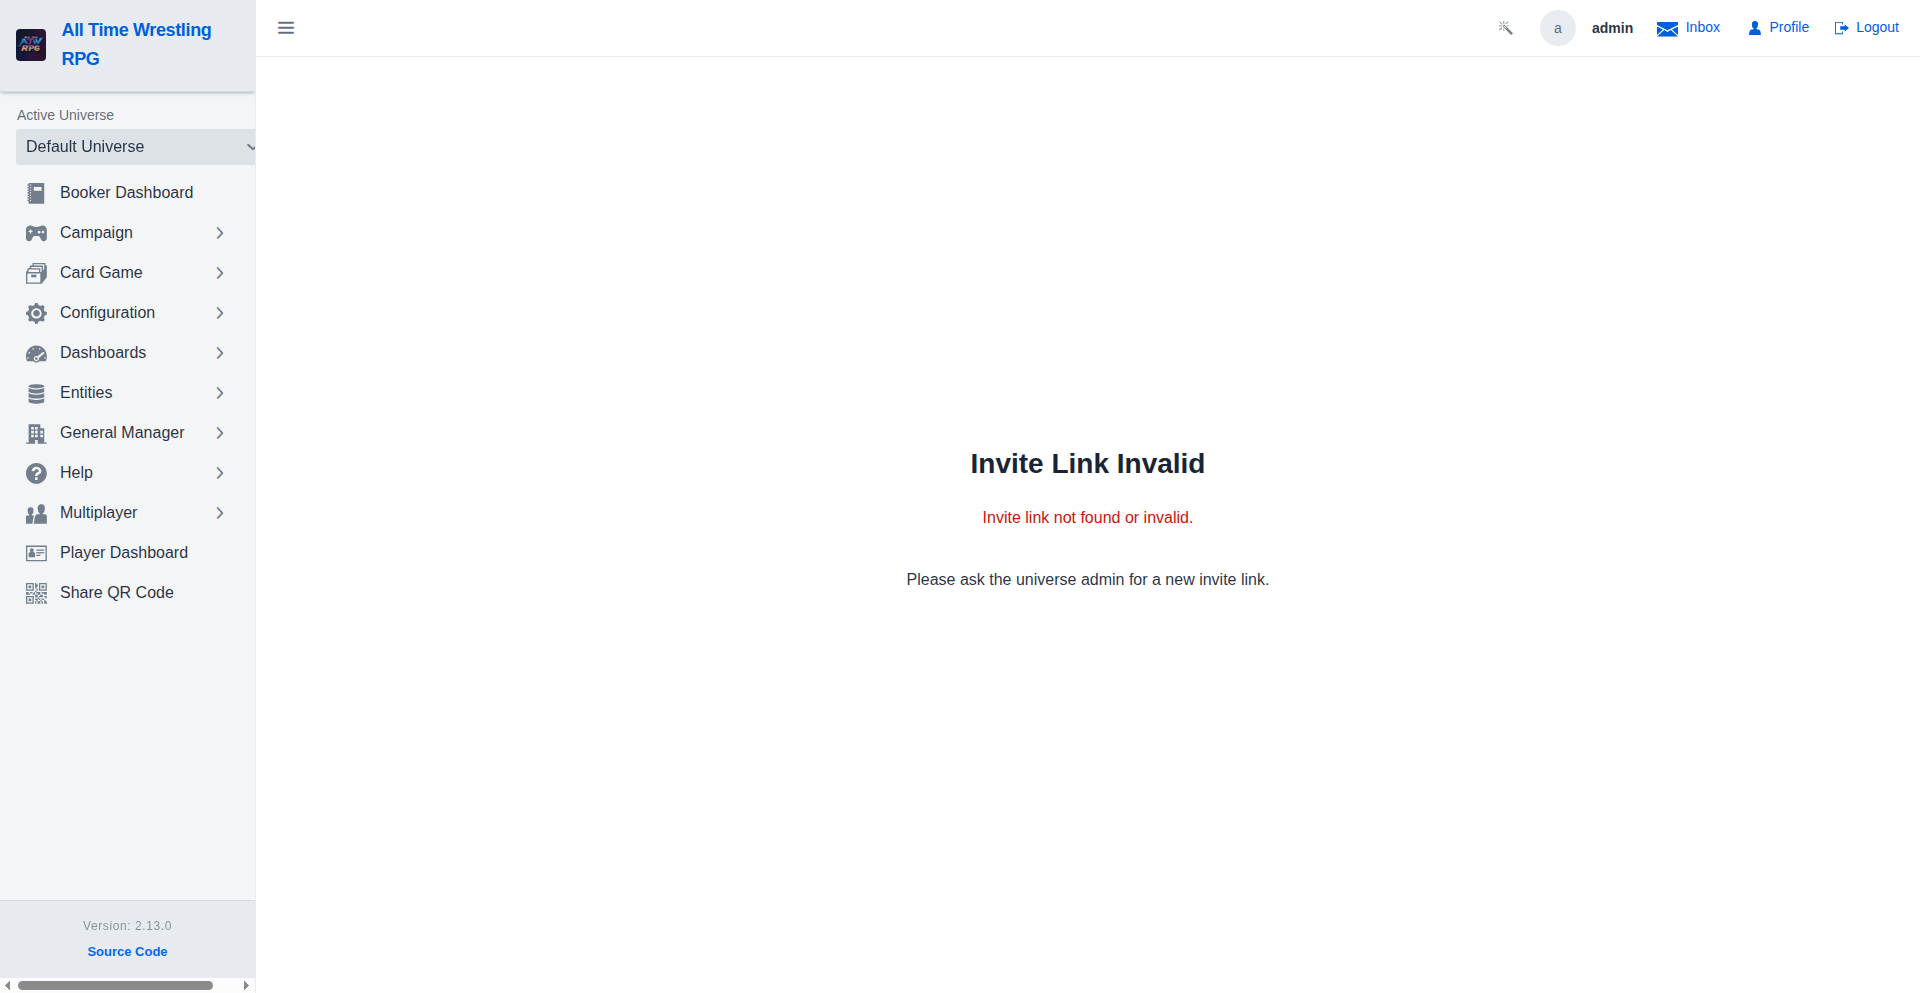 All Time Wrestling
RPG
Active Universe
Default Universe
Booker Dashboard
Campaign
Card Game
Configuration
Dashboards
Entities
General Manager
Help
Multiplayer
Player Dashboard
Share QR Code
Version: 2.13.0
Source Code
a
admin
Inbox
Profile
Logout
Invite Link Invalid
Invite link not found or invalid.
Please ask the universe admin for a new invite link.